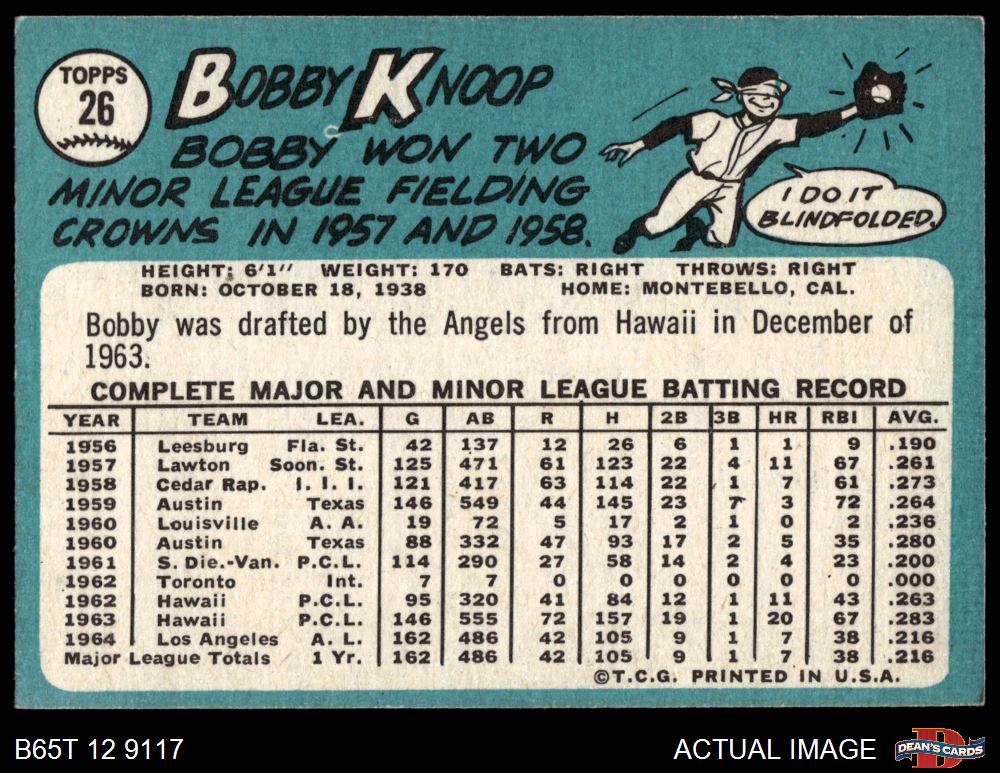 TOPPS
26
BOBBY KNOOP
BOBBY WON TWO
MINOR LEAGUE FIELDING
CROWNS IN 1957 AND 1958.
I DO IT
BLINDFOLDED.
HEIGHT: 6'1" WEIGHT: 170 BATS: RIGHT THROWS: RIGHT
BORN: OCTOBER 18, 1938 HOME: MONTEBELLO, CAL.
Bobby was drafted by the Angels from Hawaii in December of
1963.
COMPLETE MAJOR AND MINOR LEAGUE BATTING RECORD
YEAR TEAM LEA. G AB R H 2B 3B HR RBI AVG.
1956 Leesburg Fla. St. 42 137 12 26 6 1 1 9 .190
1957 Lawton Soon. St. 125 471 61 123 22 4 11 67 .261
1958 Cedar Rap. I. I. I. 121 417 63 114 22 1 7 61 .273
1959 Austin Texas 146 549 44 145 23 7 3 72 .264
1960 Louisville A. A. 19 72 5 17 2 1 0 2 .236
1960 Austin Texas 88 332 47 93 17 2 5 35 .280
1961 S. Die.-Van. P.C.L. 114 290 27 58 14 2 4 23 .200
1962 Toronto Int. 7 7 0 0 0 0 0 0 .000
1962 Hawaii P.C.L. 95 320 41 84 12 1 11 43 .263
1963 Hawaii P.C.L. 146 555 72 157 19 1 20 67 .283
1964 Los Angeles A. L. 162 486 42 105 9 1 7 38 .216
Major League Totals 1 Yr. 162 486 42 105 9 1 7 38 .216
©T.C.G. PRINTED IN U.S.A.
B65T 12 9117 ACTUAL IMAGE DEAN'S CARDS